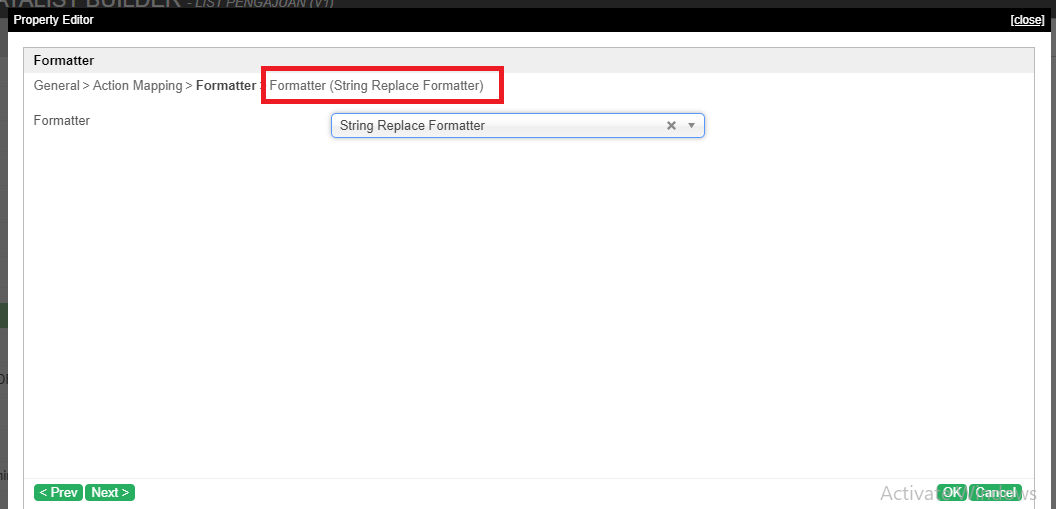 DATALIST BUILDER - LIST PENGAJUAN (V1)
Property Editor
[close]
Formatter
General > Action Mapping > Formatter > Formatter (String Replace Formatter)
Formatter
String Replace Formatter
< Prev
Next >
OK
Cancel
Activate Windows